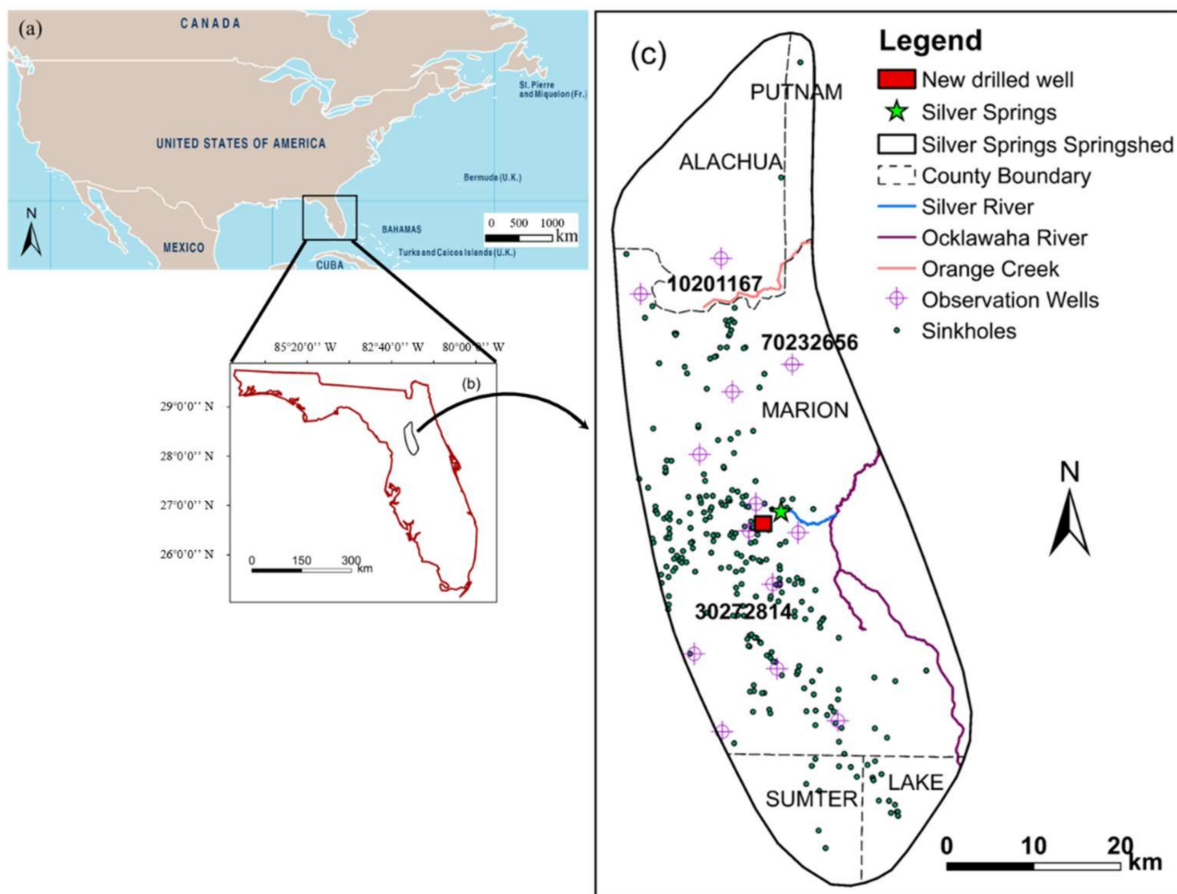 (a)
CANADA
St. Pierre
and Miquelon (Fr.)
UNITED STATES OF AMERICA
Bermuda (U.K.)
N
MEXICO
BAHAMAS
Turks and Caicos Islands (U.K.)
CUBA
0 500 1000
km
85°20'0'' W 82°40'0'' W 80°00'0'' W
(b)
29°0'0'' N
28°0'0'' N
27°0'0'' N
26°0'0'' N
0 150 300
km
(c)
PUTNAM
ALACHUA
10201167
70232656
MARION
30272814
SUMTER
LAKE
Legend
New drilled well
Silver Springs
Silver Springs Springshed
County Boundary
Silver River
Ocklawaha River
Orange Creek
Observation Wells
Sinkholes
N
0 10 20
km